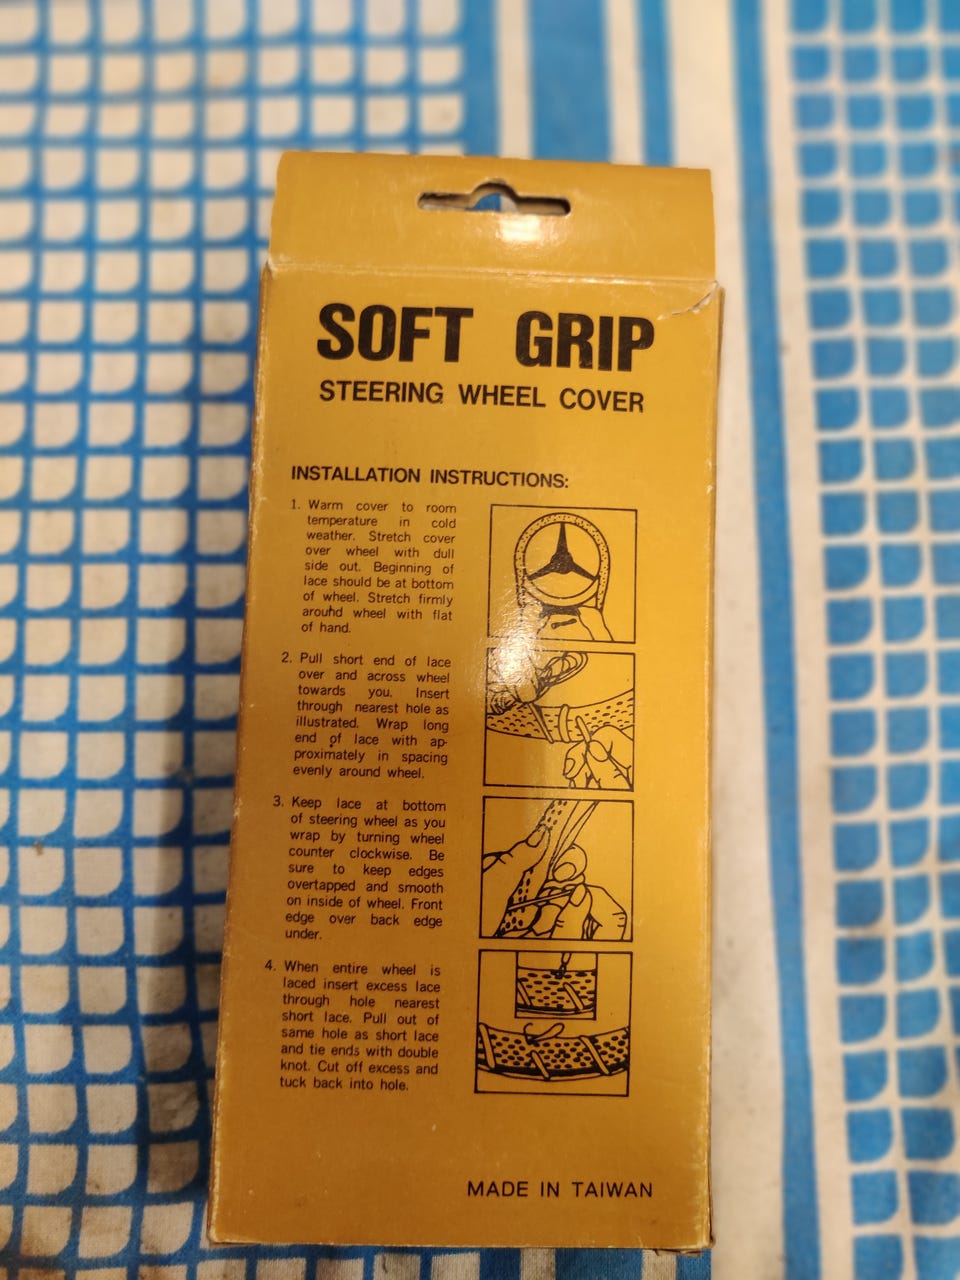 SOFT GRIP
STEERING WHEEL COVER
INSTALLATION INSTRUCTIONS:
1. Warm cover to room
temperature in cold
weather. Stretch cover
over wheel with dull
side out. Beginning of
lace should be at bottom
of wheel. Stretch firmly
around wheel with flat
of hand.
2. Pull short end of lace
over and across wheel
towards you. Insert
through nearest hole as
illustrated. Wrap long
end of lace with ap-
proximately in spacing
evenly around wheel.
3. Keep lace at bottom
of steering wheel as you
wrap by turning wheel
counter clockwise. Be
sure to keep edges
overtapped and smooth
on inside of wheel. Front
edge over back edge
under.
4. When entire wheel is
laced insert excess lace
through hole nearest
short lace. Pull out of
same hole as short lace
and tie ends with double
knot. Cut off excess and
tuck back into hole.
MADE IN TAIWAN